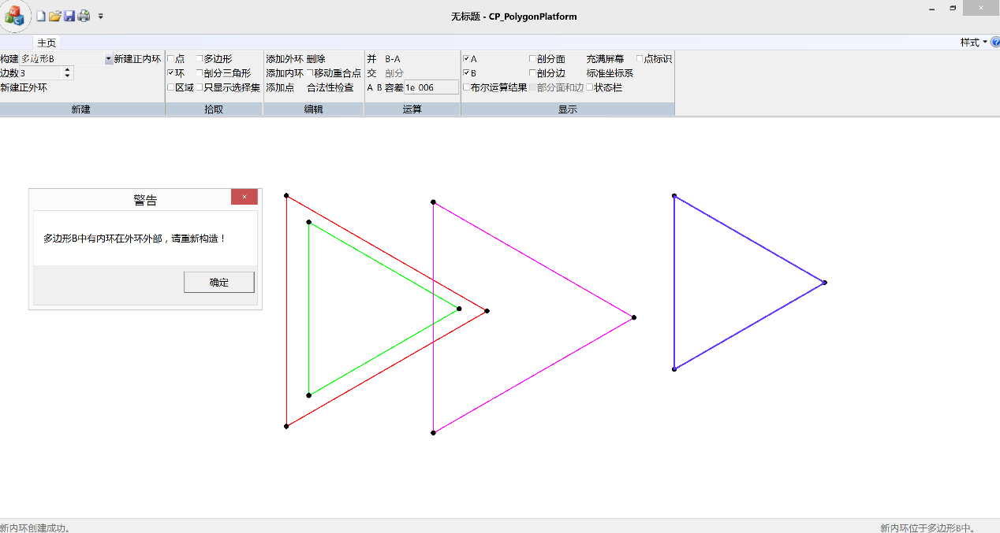 无标题 - CP_PolygonPlatform
主页
样式
构建 多边形B 新建正内环 点 多边形 添加外环 删除 并 B-A A 剖分面 充满屏幕 点标识
边数 3 环 剖分三角形 添加内环 移动重合点 交 剖分 B 剖分边 标准坐标系
新建正外环 区域 只显示选择集 添加点 合法性检查 A B 容差 1e 006 布尔运算结果 部分面和边 状态栏
新建 拾取 编辑 运算 显示
警告
多边形B中有内环在外环外部，请重新构造！
确定
新内环创建成功。 新内环位于多边形B中。